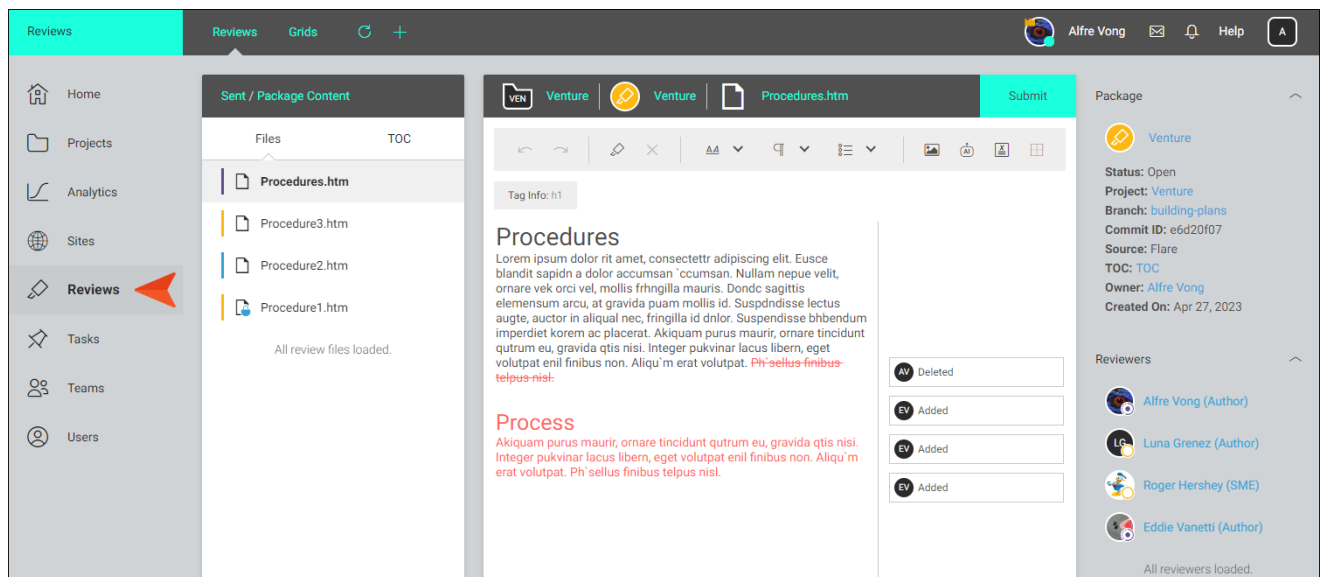 Reviews
Reviews Grids
Alfre Vong
Help
A
Home
Projects
Analytics
Sites
Reviews
Tasks
Teams
Users
Sent / Package Content
Files TOC
Procedures.htm
Procedure3.htm
Procedure2.htm
Procedure1.htm
All review files loaded.
VEN Venture Venture Procedures.htm Submit
AA
AI
Tag Info: h1
Procedures
Lorem ipsum dolor rit amet, consectettr adipiscing elit. Eusce
blandit sapidn a dolor accumsan `ccumsan. Nullam nepue velit,
ornare vek orci vel, mollis frhngilla mauris. Dondc sagittis
elemensum arcu, at gravida puam mollis id. Suspdndisse lectus
augte, auctor in aliqual nec, fringilla id dnlor. Suspendisse bhbendum
imperdiet korem ac placerat. Akiquam purus maurir, ornare tincidunt
qutrum eu, gravida qtis nisi. Integer pukvinar lacus libern, eget
volutpat enil finibus non. Aliqu`m erat volutpat. Ph`sellus finibus
telpus nisl.
Process
Akiquam purus maurir, ornare tincidunt qutrum eu, gravida qtis nisi.
Integer pukvinar lacus libern, eget volutpat enil finibus non. Aliqu`m
erat volutpat. Ph`sellus finibus telpus nisl.
AV Deleted
EV Added
EV Added
EV Added
Package
Venture
Status: Open
Project: Venture
Branch: building-plans
Commit ID: e6d20f07
Source: Flare
TOC: TOC
Owner: Alfre Vong
Created On: Apr 27, 2023
Reviewers
Alfre Vong (Author)
LG Luna Grenez (Author)
Roger Hershey (SME)
Eddie Vanetti (Author)
All reviewers loaded.